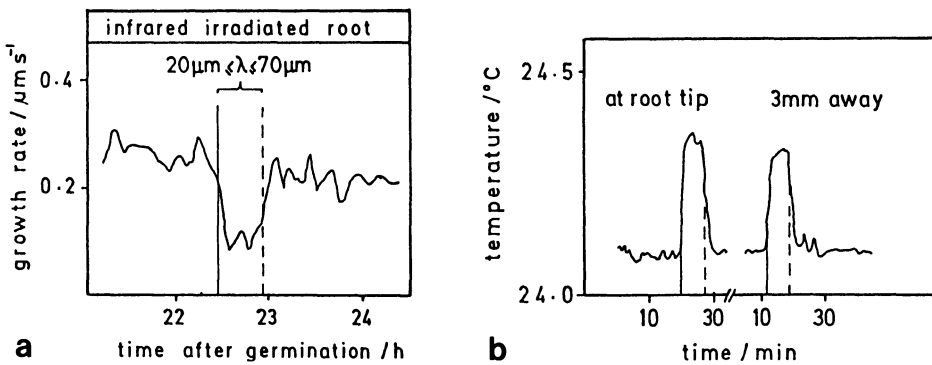 infrared irradiated root
20μm ≤λ≤70μm
growth rate / μm s⁻¹
0.4
0.2
22 23 24
a time after germination / h
temperature / °C
24.5
24.0
at root tip 3mm away
10 30 10 30
b time / min